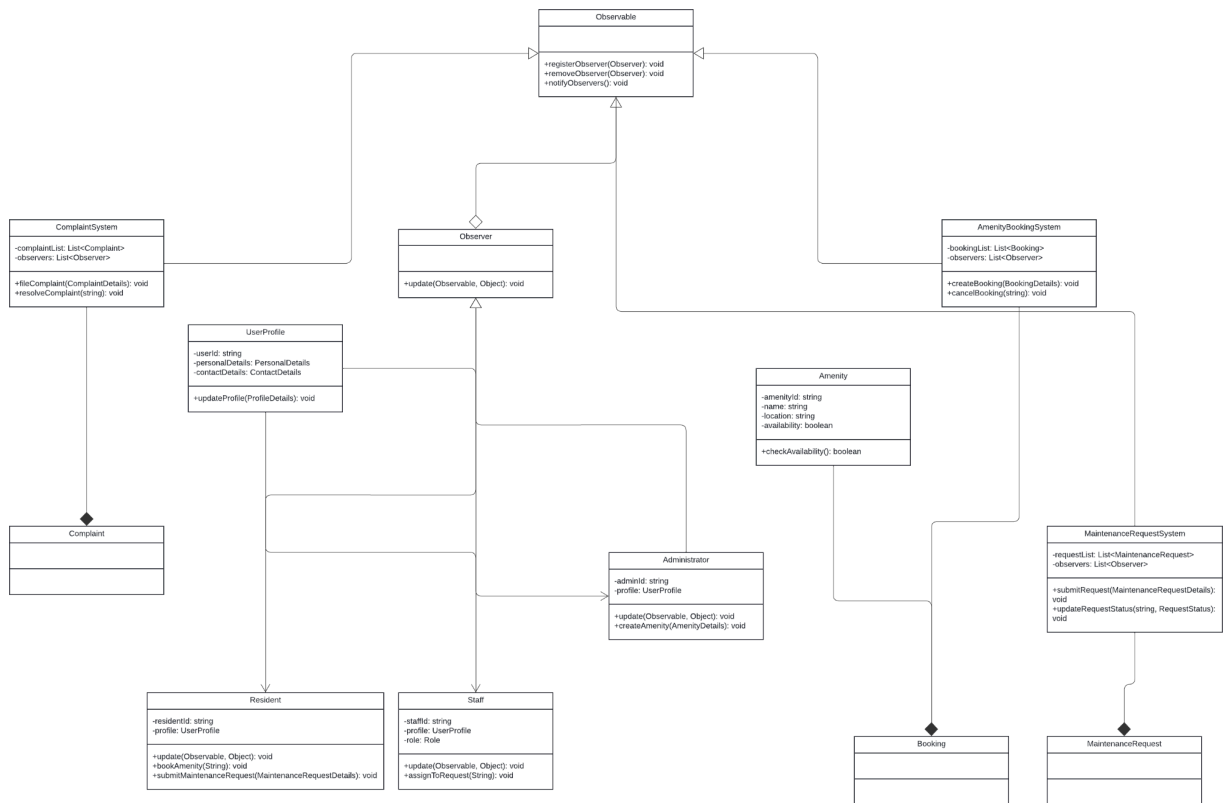 Observable
+registerObserver(Observer): void
+removeObserver(Observer): void
+notifyObservers(): void
ComplaintSystem
-complaintList: List<Complaint>
-observers: List<Observer>
+fileComplaint(ComplaintDetails): void
+resolveComplaint(string): void
Observer
+update(Observable, Object): void
AmenityBookingSystem
-bookingList: List<Booking>
-observers: List<Observer>
+createBooking(BookingDetails): void
+cancelBooking(string): void
UserProfile
-userId: string
-personalDetails: PersonalDetails
-contactDetails: ContactDetails
+updateProfile(ProfileDetails): void
Amenity
-amenityId: string
-name: string
-location: string
-availability: boolean
+checkAvailability(): boolean
Complaint
Administrator
-adminId: string
-profile: UserProfile
+update(Observable, Object): void
+createAmenity(AmenityDetails): void
MaintenanceRequestSystem
-requestList: List<MaintenanceRequest>
-observers: List<Observer>
+submitRequest(MaintenanceRequestDetails):
void
+updateRequestStatus(string, RequestStatus):
void
Resident
-residentId: string
-profile: UserProfile
+update(Observable, Object): void
+bookAmenity(String): void
+submitMaintenanceRequest(MaintenanceRequestDetails): void
Staff
-staffId: string
-profile: UserProfile
-role: Role
+update(Observable, Object): void
+assignToRequest(String): void
Booking
MaintenanceRequest